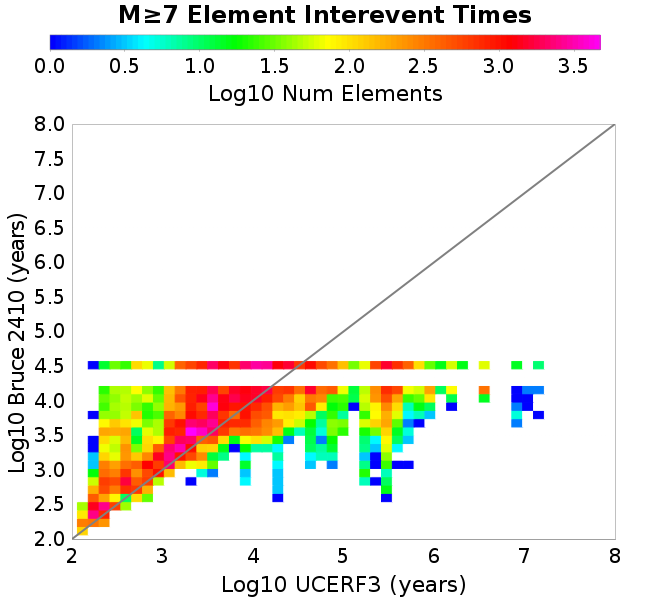 M≥7 Element Interevent Times
0.0 0.5 1.0 1.5 2.0 2.5 3.0 3.5
Log10 Num Elements
8.0
7.5
7.0
6.5
6.0
5.5
5.0
4.5
4.0
3.5
3.0
2.5
2.0
Log10 Bruce 2410 (years)
2 3 4 5 6 7 8
Log10 UCERF3 (years)